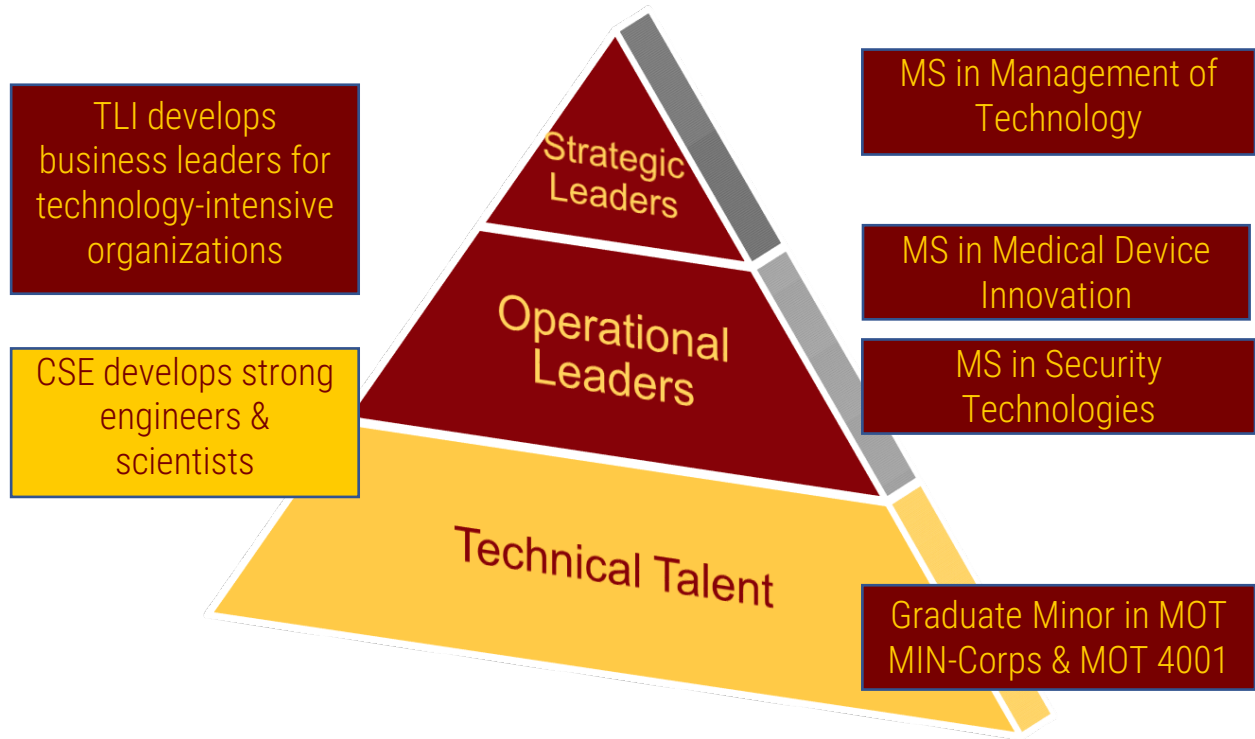 TLI develops
business leaders for
technology-intensive
organizations
CSE develops strong
engineers &
scientists
Strategic
Leaders
Operational
Leaders
Technical Talent
MS in Management of
Technology
MS in Medical Device
Innovation
MS in Security
Technologies
Graduate Minor in MOT
MIN-Corps & MOT 4001